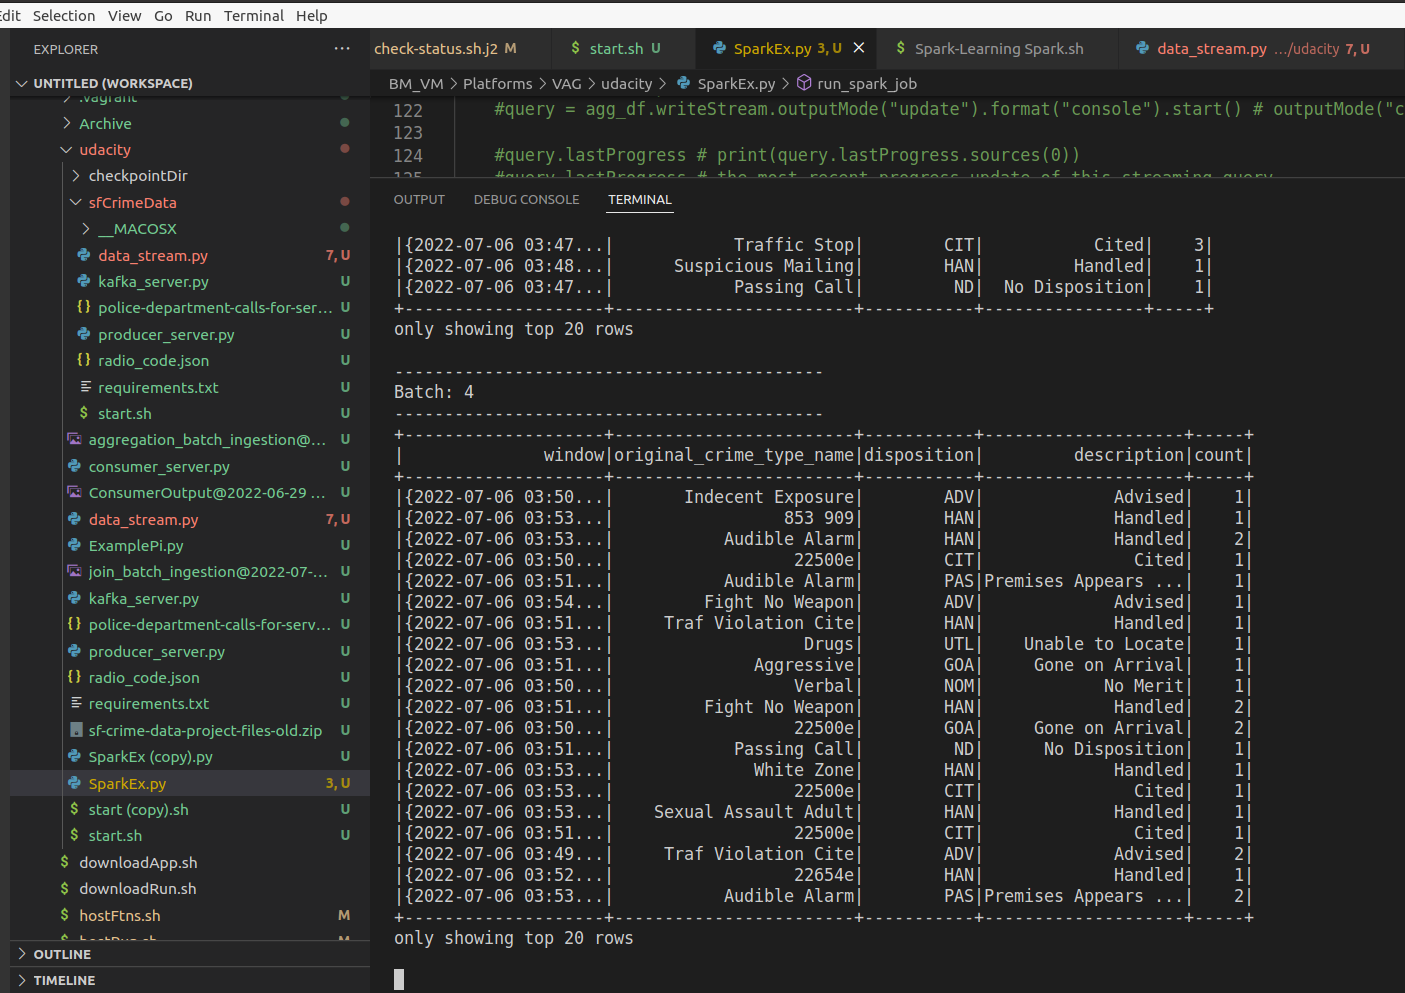 Edit Selection View Go Run Terminal Help
EXPLORER ···
check-status.sh.j2 M $ start.sh U SparkEx.py 3, U × $ Spark-Learning Spark.sh data_stream.py .../udacity 7, U
UNTITLED (WORKSPACE)
BM_VM > Platforms > VAG > udacity > SparkEx.py > run_spark_job
.vagrant
Archive
udacity
checkpointDir
sfCrimeData
__MACOSX
data_stream.py 7, U
kafka_server.py U
{} police-department-calls-for-ser... U
producer_server.py U
{} radio_code.json U
requirements.txt U
$ start.sh U
aggregation_batch_ingestion@... U
consumer_server.py U
ConsumerOutput@2022-06-29 ... U
data_stream.py 7, U
ExamplePi.py U
join_batch_ingestion@2022-07-... U
kafka_server.py U
{} police-department-calls-for-serv... U
producer_server.py U
{} radio_code.json U
requirements.txt U
sf-crime-data-project-files-old.zip U
SparkEx (copy).py U
SparkEx.py 3, U
$ start (copy).sh U
$ start.sh U
$ downloadApp.sh
$ downloadRun.sh
$ hostFtns.sh M
$ hostRun.sh M
OUTLINE
TIMELINE
122 #query = agg_df.writeStream.outputMode("update").format("console").start() # outputMode("c
123
124 #query.lastProgress # print(query.lastProgress.sources(0))
125 #query.lastProgress # the most recent progress update of this streaming query
OUTPUT DEBUG CONSOLE TERMINAL
|{2022-07-06 03:47...|            Traffic Stop|        CIT|          Cited|    3|
|{2022-07-06 03:48...|      Suspicious Mailing|        HAN|        Handled|    1|
|{2022-07-06 03:47...|            Passing Call|         ND| No Disposition|    1|
+--------------------+------------------------+-----------+---------------+-----+
only showing top 20 rows
-------------------------------------------
Batch: 4
-------------------------------------------
+--------------------+------------------------+-----------+--------------------+-----+
|              window|original_crime_type_name|disposition|         description|count|
+--------------------+------------------------+-----------+--------------------+-----+
|{2022-07-06 03:50...|       Indecent Exposure|        ADV|             Advised|    1|
|{2022-07-06 03:53...|                 853 909|        HAN|             Handled|    1|
|{2022-07-06 03:53...|           Audible Alarm|        HAN|             Handled|    2|
|{2022-07-06 03:50...|                  22500e|        CIT|               Cited|    1|
|{2022-07-06 03:51...|           Audible Alarm|        PAS|Premises Appears ...|    1|
|{2022-07-06 03:54...|         Fight No Weapon|        ADV|             Advised|    1|
|{2022-07-06 03:51...|     Traf Violation Cite|        HAN|             Handled|    1|
|{2022-07-06 03:53...|                   Drugs|        UTL|    Unable to Locate|    1|
|{2022-07-06 03:51...|              Aggressive|        GOA|     Gone on Arrival|    1|
|{2022-07-06 03:50...|                  Verbal|        NOM|            No Merit|    1|
|{2022-07-06 03:51...|         Fight No Weapon|        HAN|             Handled|    2|
|{2022-07-06 03:50...|                  22500e|        GOA|     Gone on Arrival|    2|
|{2022-07-06 03:51...|            Passing Call|         ND|      No Disposition|    1|
|{2022-07-06 03:53...|              White Zone|        HAN|             Handled|    1|
|{2022-07-06 03:53...|                  22500e|        CIT|               Cited|    1|
|{2022-07-06 03:53...|    Sexual Assault Adult|        HAN|             Handled|    1|
|{2022-07-06 03:51...|                  22500e|        CIT|               Cited|    1|
|{2022-07-06 03:49...|     Traf Violation Cite|        ADV|             Advised|    2|
|{2022-07-06 03:52...|                  22654e|        HAN|             Handled|    1|
|{2022-07-06 03:53...|           Audible Alarm|        PAS|Premises Appears ...|    2|
+--------------------+------------------------+-----------+--------------------+-----+
only showing top 20 rows